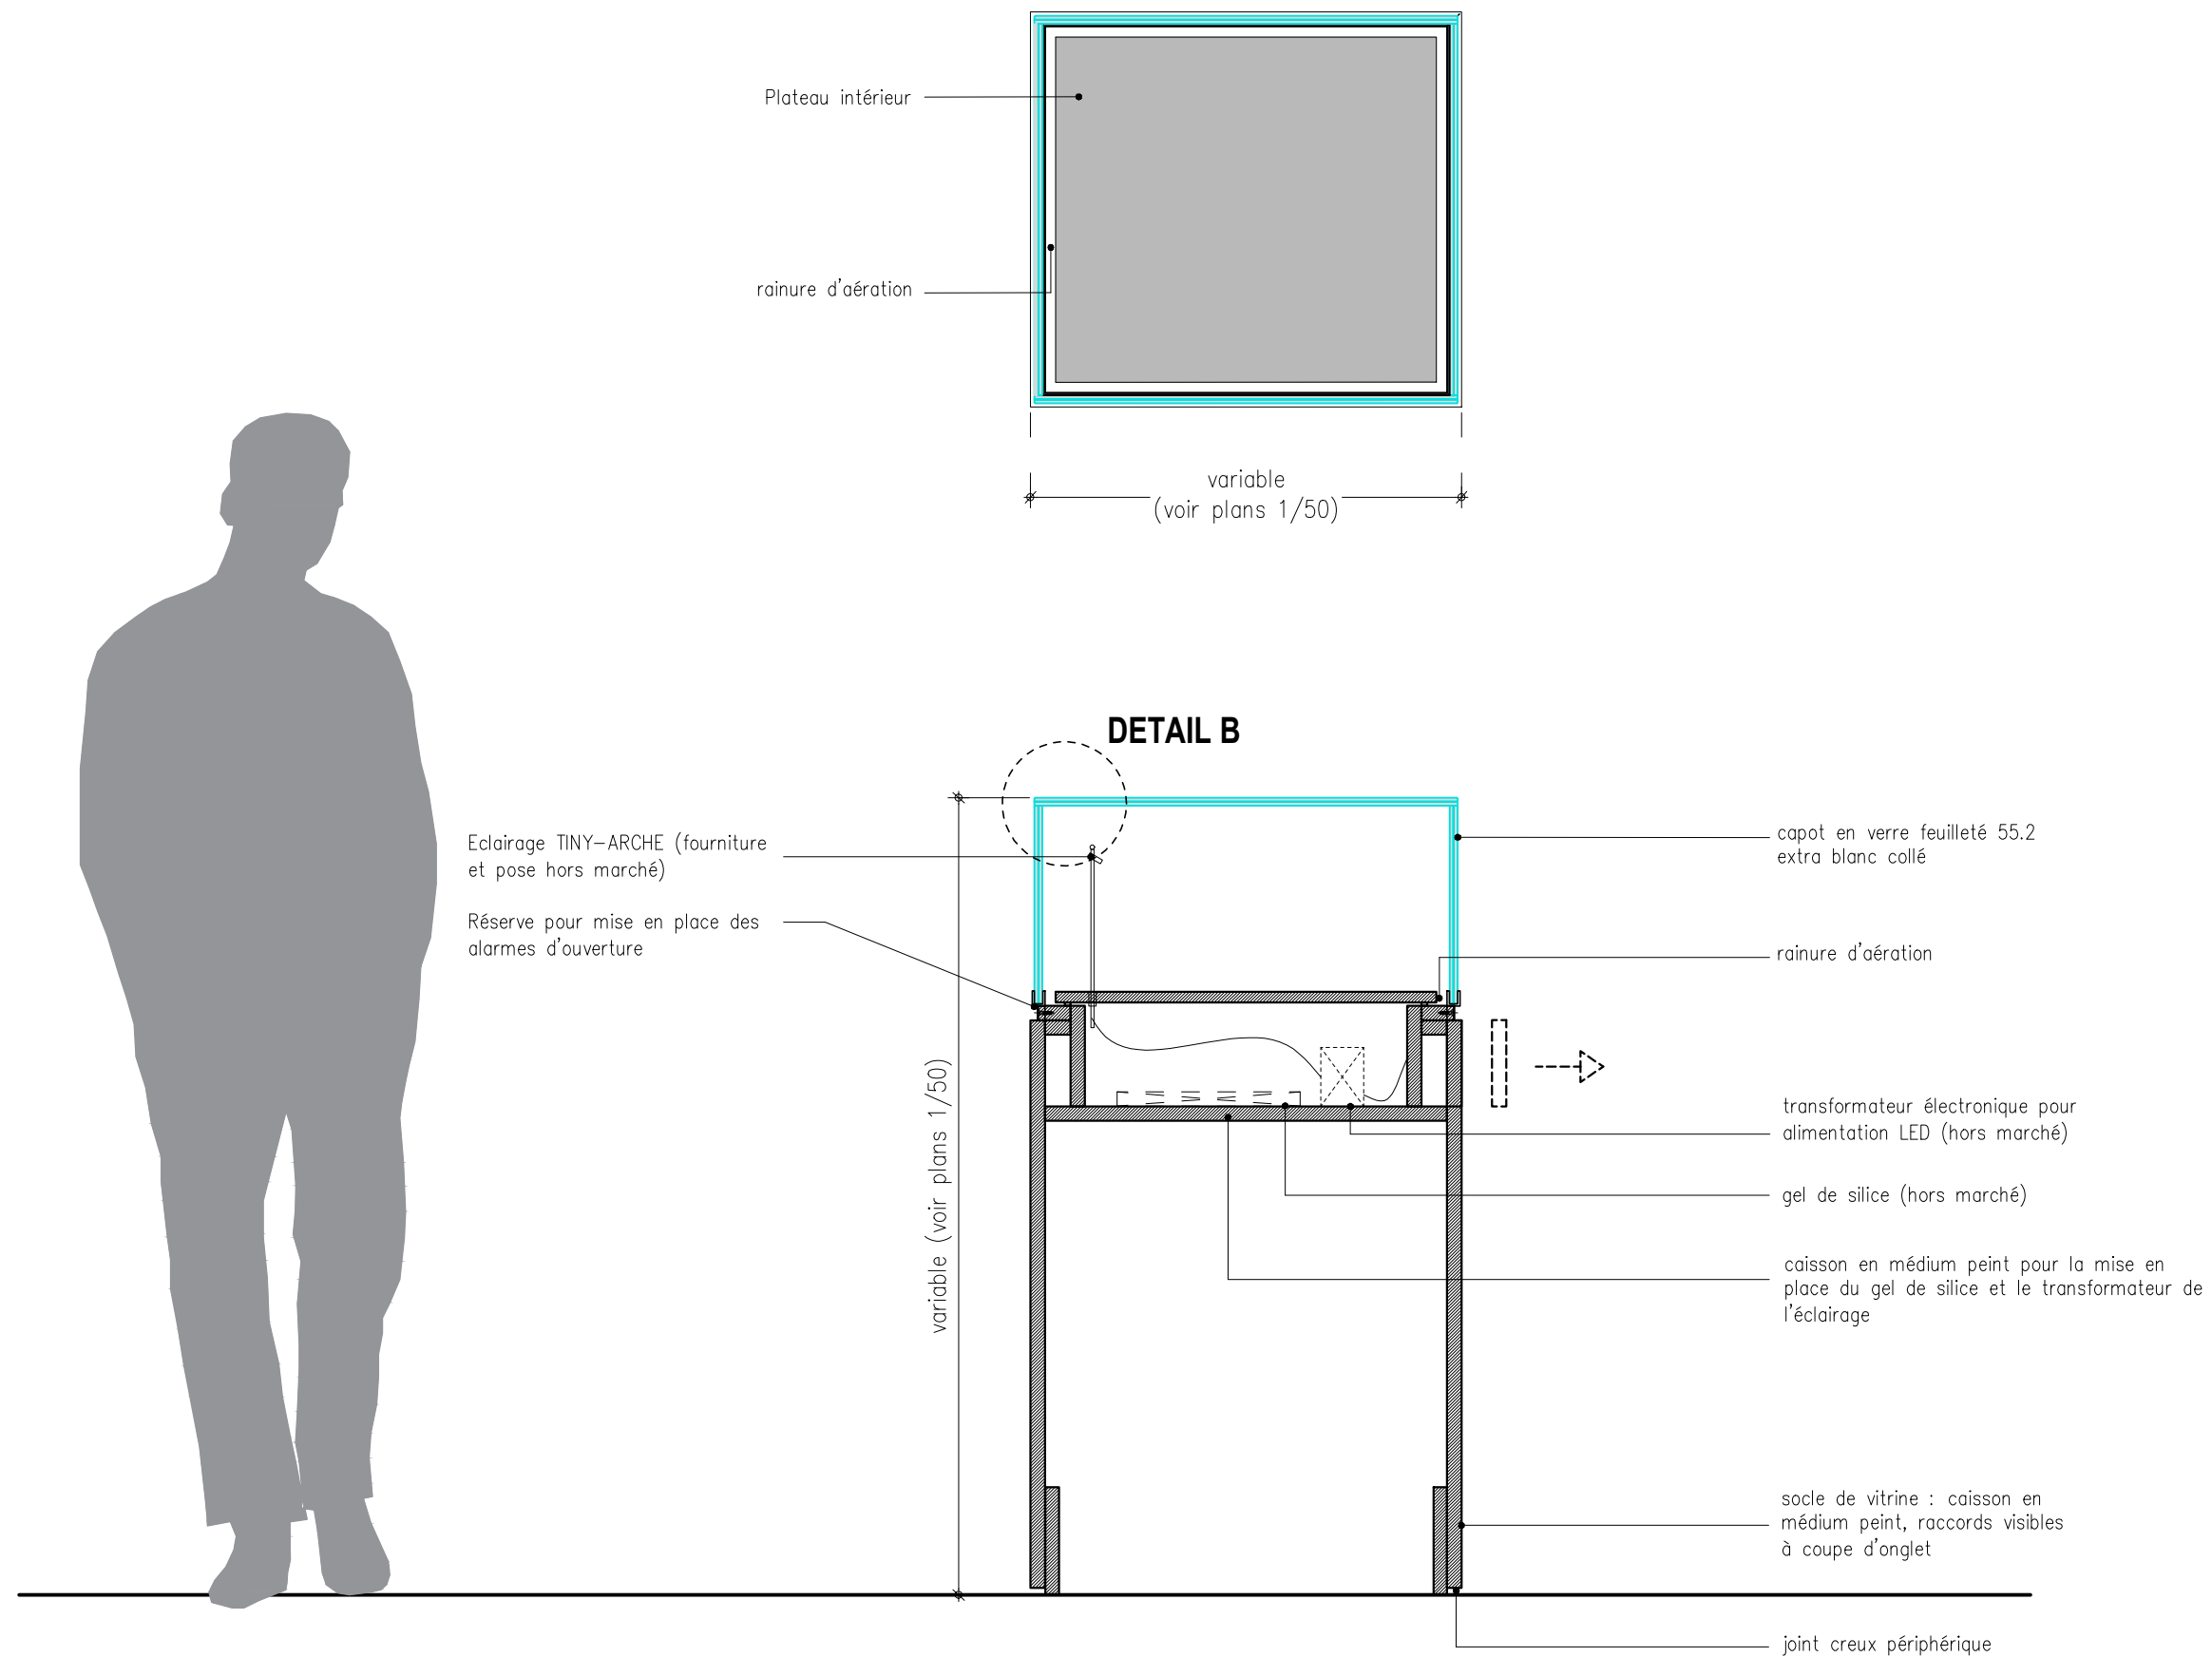 Plateau intérieur
rainure d'aération
variable
(voir plans 1/50)
DETAIL B
Eclairage TINY-ARCHE (fourniture
et pose hors marché)
Réserve pour mise en place des
alarmes d'ouverture
variable (voir plans 1/50)
capot en verre feuilleté 55.2
extra blanc collé
rainure d'aération
transformateur électronique pour
alimentation LED (hors marché)
gel de silice (hors marché)
caisson en médium peint pour la mise en
place du gel de silice et le transformateur de
l'éclairage
socle de vitrine : caisson en
médium peint, raccords visibles
à coupe d'onglet
joint creux périphérique